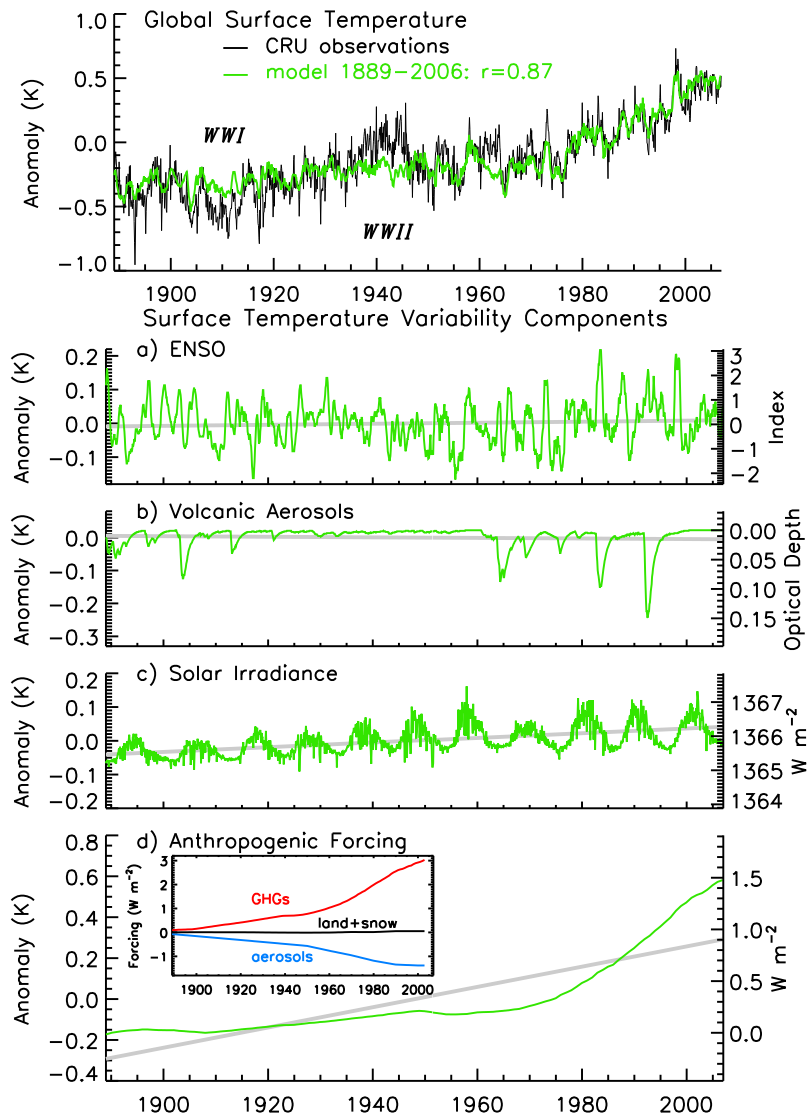 Global Surface Temperature
CRU observations
model 1889−2006: r=0.87
WWI
WWII
Anomaly (K)
1.0
0.5
0.0
−0.5
−1.0
1900 1920 1940 1960 1980 2000
Surface Temperature Variability Components
a) ENSO
Anomaly (K)
0.2
0.1
0.0
−0.1
3
2
1
0
−1
−2
Index
b) Volcanic Aerosols
Anomaly (K)
0.0
−0.1
−0.2
−0.3
0.00
0.05
0.10
0.15
Optical Depth
c) Solar Irradiance
Anomaly (K)
0.2
0.1
0.0
−0.1
−0.2
1367
1366
1365
1364
W m⁻²
d) Anthropogenic Forcing
Anomaly (K)
0.8
0.6
0.4
0.2
0.0
−0.2
−0.4
1.5
1.0
0.5
0.0
W m⁻²
Forcing (W m⁻²)
3
2
1
0
−1
GHGs
land+snow
aerosols
1900 1920 1940 1960 1980 2000
1900 1920 1940 1960 1980 2000